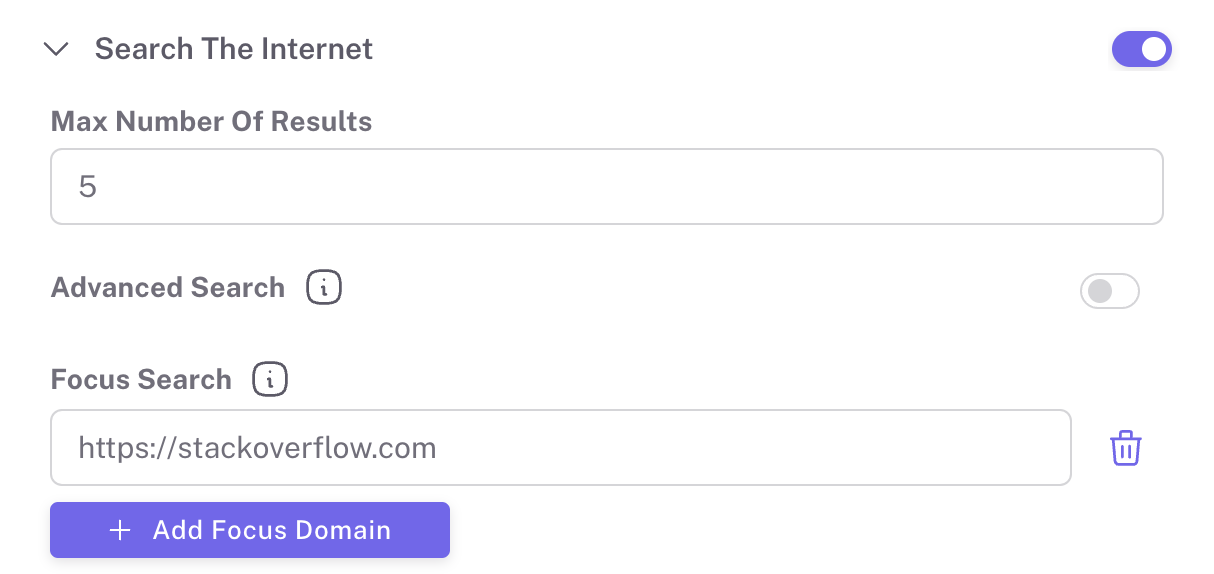 Search The Internet
Max Number Of Results
5
Advanced Search
Focus Search
https://stackoverflow.com
Add Focus Domain